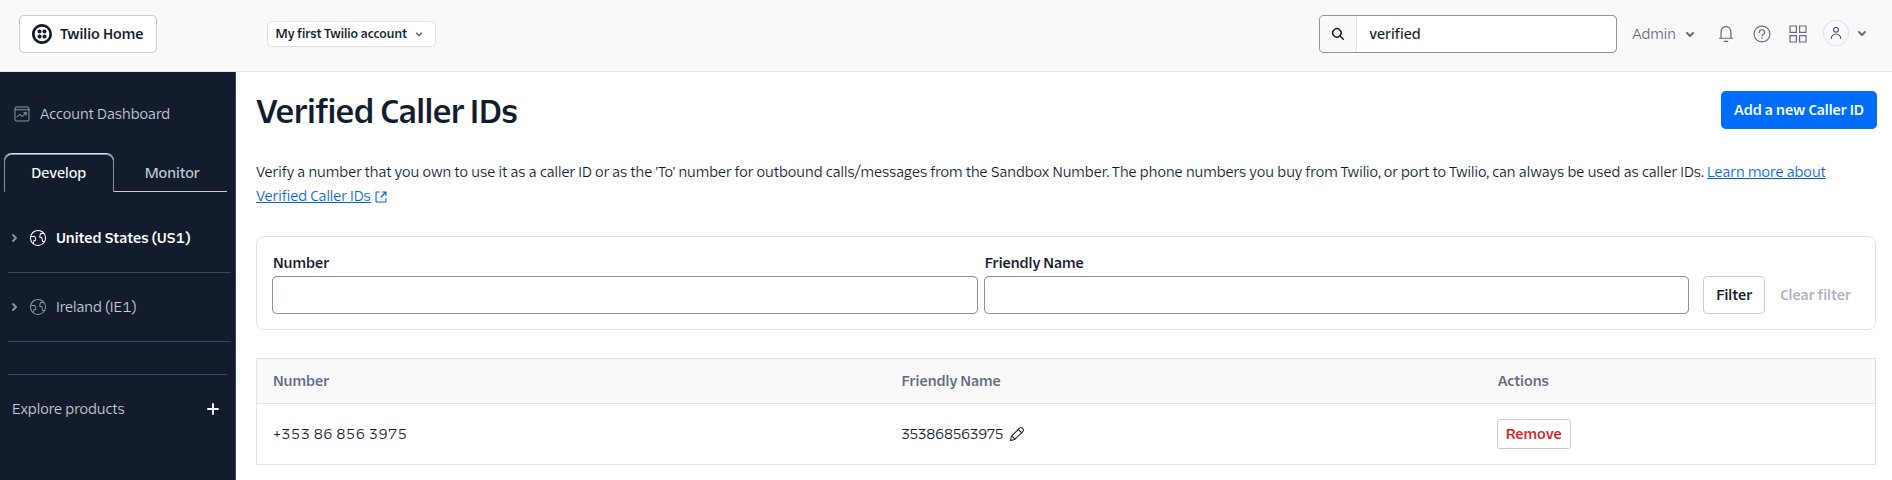 Twilio Home
My first Twilio account
verified
Admin
Account Dashboard
Develop
Monitor
United States (US1)
Ireland (IE1)
Explore products
Verified Caller IDs
Add a new Caller ID
Verify a number that you own to use it as a caller ID or as the 'To' number for outbound calls/messages from the Sandbox Number. The phone numbers you buy from Twilio, or port to Twilio, can always be used as caller IDs. Learn more about
Verified Caller IDs
Number
Friendly Name
Filter
Clear filter
Number Friendly Name Actions
+353 86 856 3975 353868563975 Remove